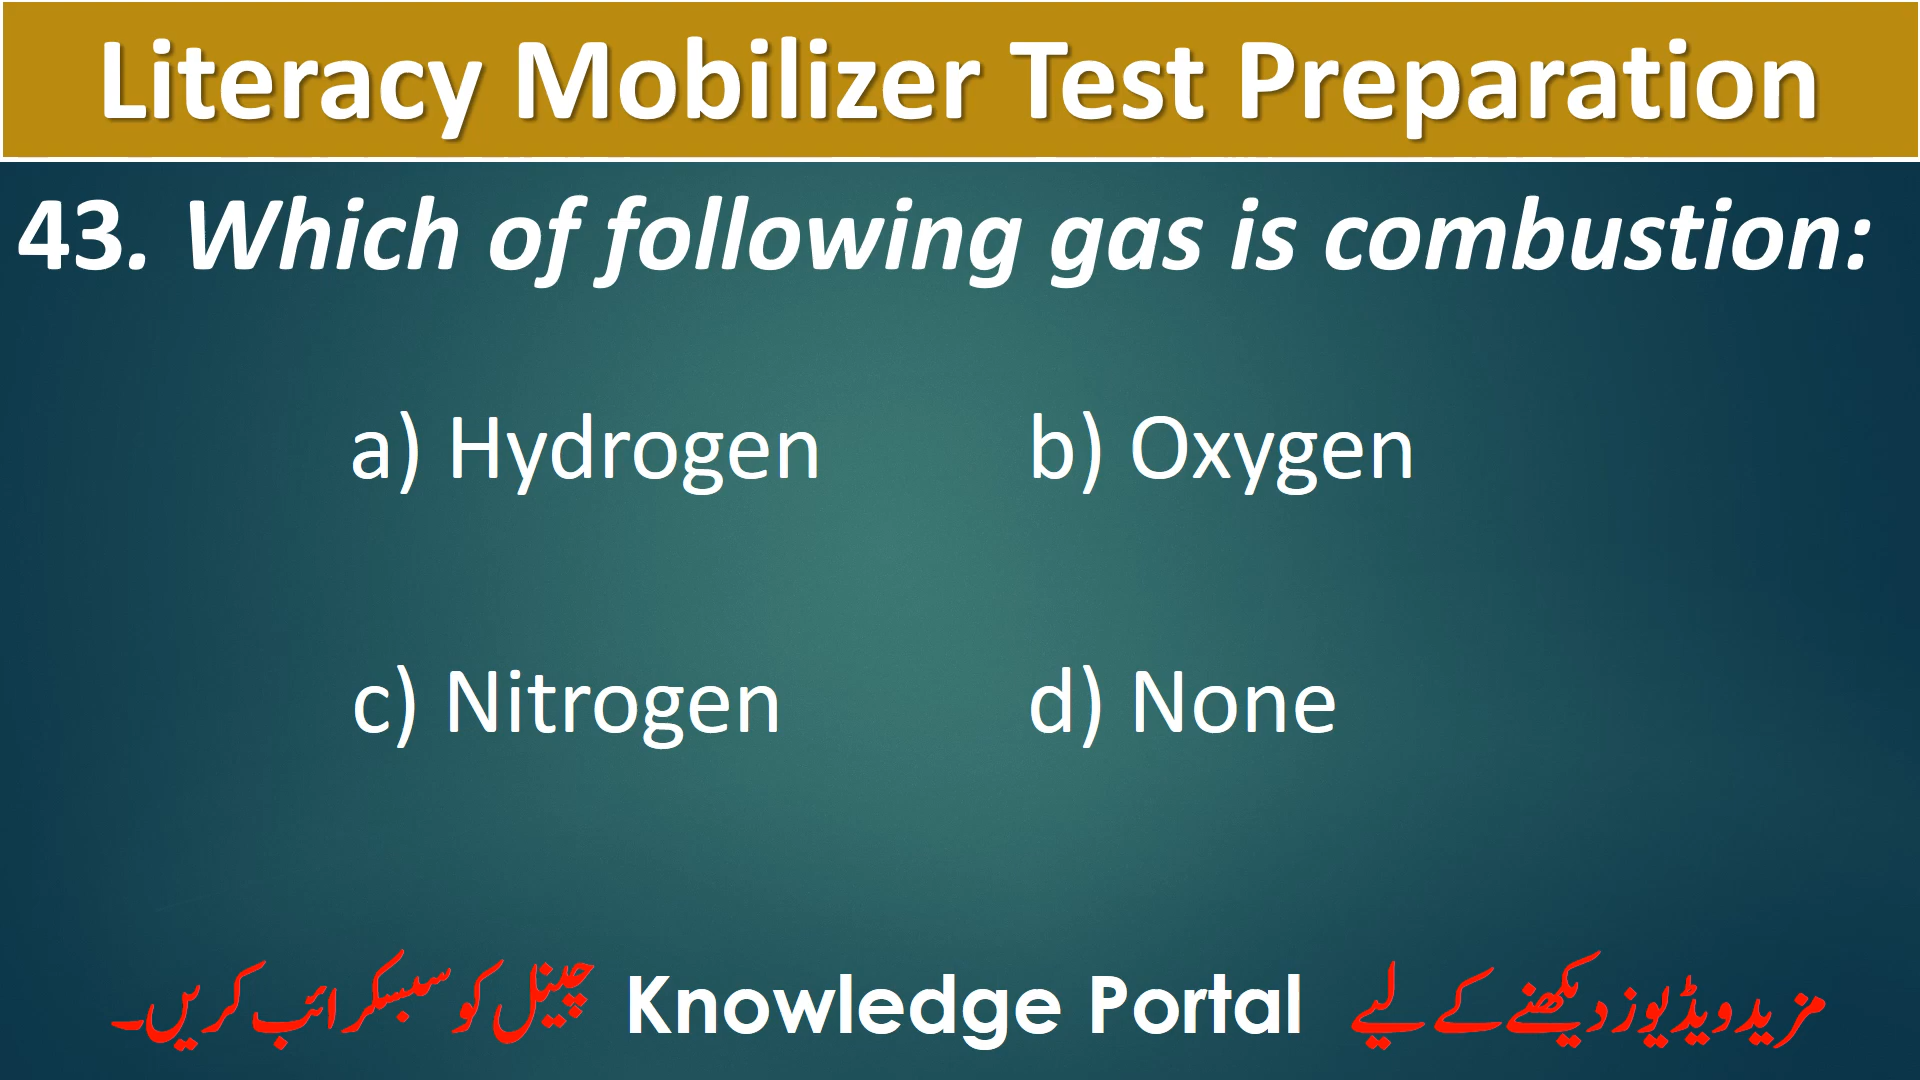 Literacy Mobilizer Test Preparation
43. Which of following gas is combustion:
a) Hydrogen b) Oxygen
c) Nitrogen d) None
مزید ویڈیوز دیکھنے کے لیے Knowledge Portal چینل کو سبسکرائب کریں۔